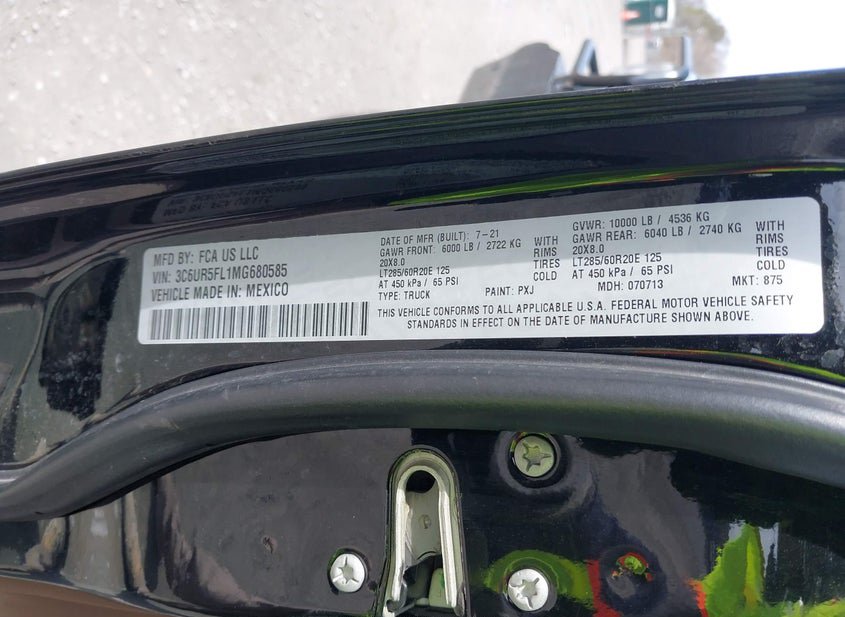 MFD BY: FCA US LLC
VIN: 3C6UR5FL1MG680585
VEHICLE MADE IN: MEXICO
DATE OF MFR (BUILT): 7-21
GAWR FRONT: 6000 LB / 2722 KG WITH
20X8.0 RIMS
LT285/60R20E 125 TIRES
AT 450 kPa / 65 PSI
TYPE: TRUCK PAINT: PXJ
GVWR: 10000 LB / 4536 KG
GAWR REAR: 6040 LB / 2740 KG WITH
20X8.0 RIMS
LT285/60R20E 125 TIRES
AT 450 kPa / 65 PSI
MDH: 070713 MKT: 875
THIS VEHICLE CONFORMS TO ALL APPLICABLE U.S.A. FEDERAL MOTOR VEHICLE SAFETY
STANDARDS IN EFFECT ON THE DATE OF MANUFACTURE SHOWN ABOVE.